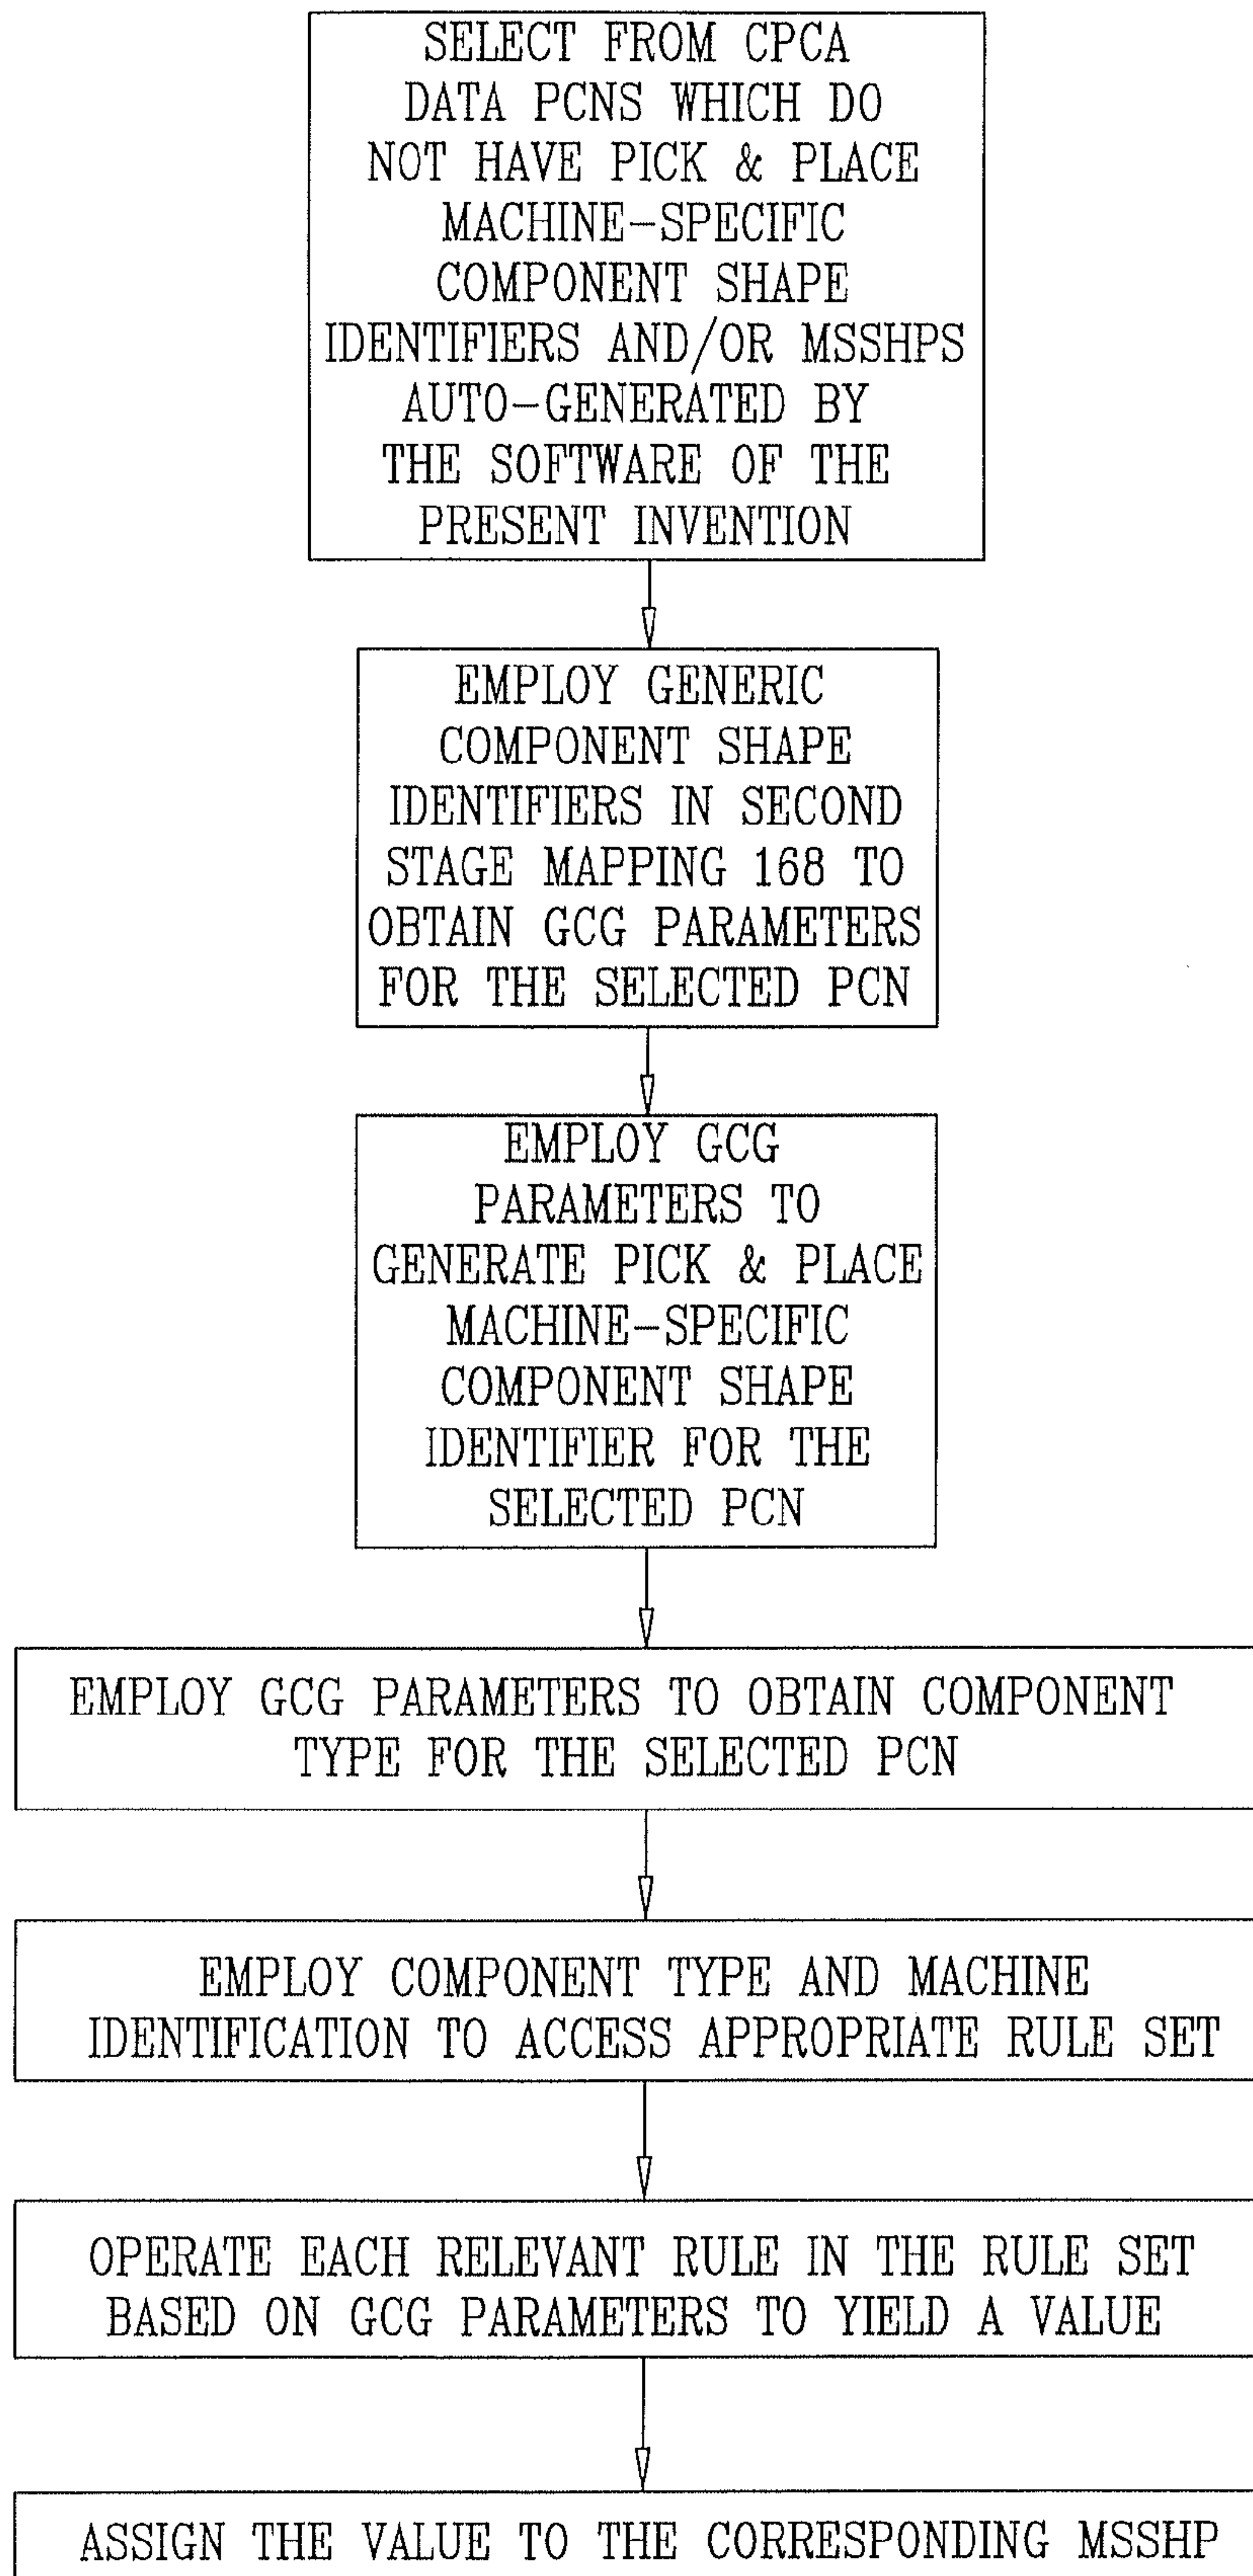 SELECT FROM CPCA
DATA PCNS WHICH DO
NOT HAVE PICK & PLACE
MACHINE-SPECIFIC
COMPONENT SHAPE
IDENTIFIERS AND/OR MSSHPS
AUTO-GENERATED BY
THE SOFTWARE OF THE
PRESENT INVENTION
EMPLOY GENERIC
COMPONENT SHAPE
IDENTIFIERS IN SECOND
STAGE MAPPING 168 TO
OBTAIN GCG PARAMETERS
FOR THE SELECTED PCN
EMPLOY GCG
PARAMETERS TO
GENERATE PICK & PLACE
MACHINE-SPECIFIC
COMPONENT SHAPE
IDENTIFIER FOR THE
SELECTED PCN
EMPLOY GCG PARAMETERS TO OBTAIN COMPONENT
TYPE FOR THE SELECTED PCN
EMPLOY COMPONENT TYPE AND MACHINE
IDENTIFICATION TO ACCESS APPROPRIATE RULE SET
OPERATE EACH RELEVANT RULE IN THE RULE SET
BASED ON GCG PARAMETERS TO YIELD A VALUE
ASSIGN THE VALUE TO THE CORRESPONDING MSSHP